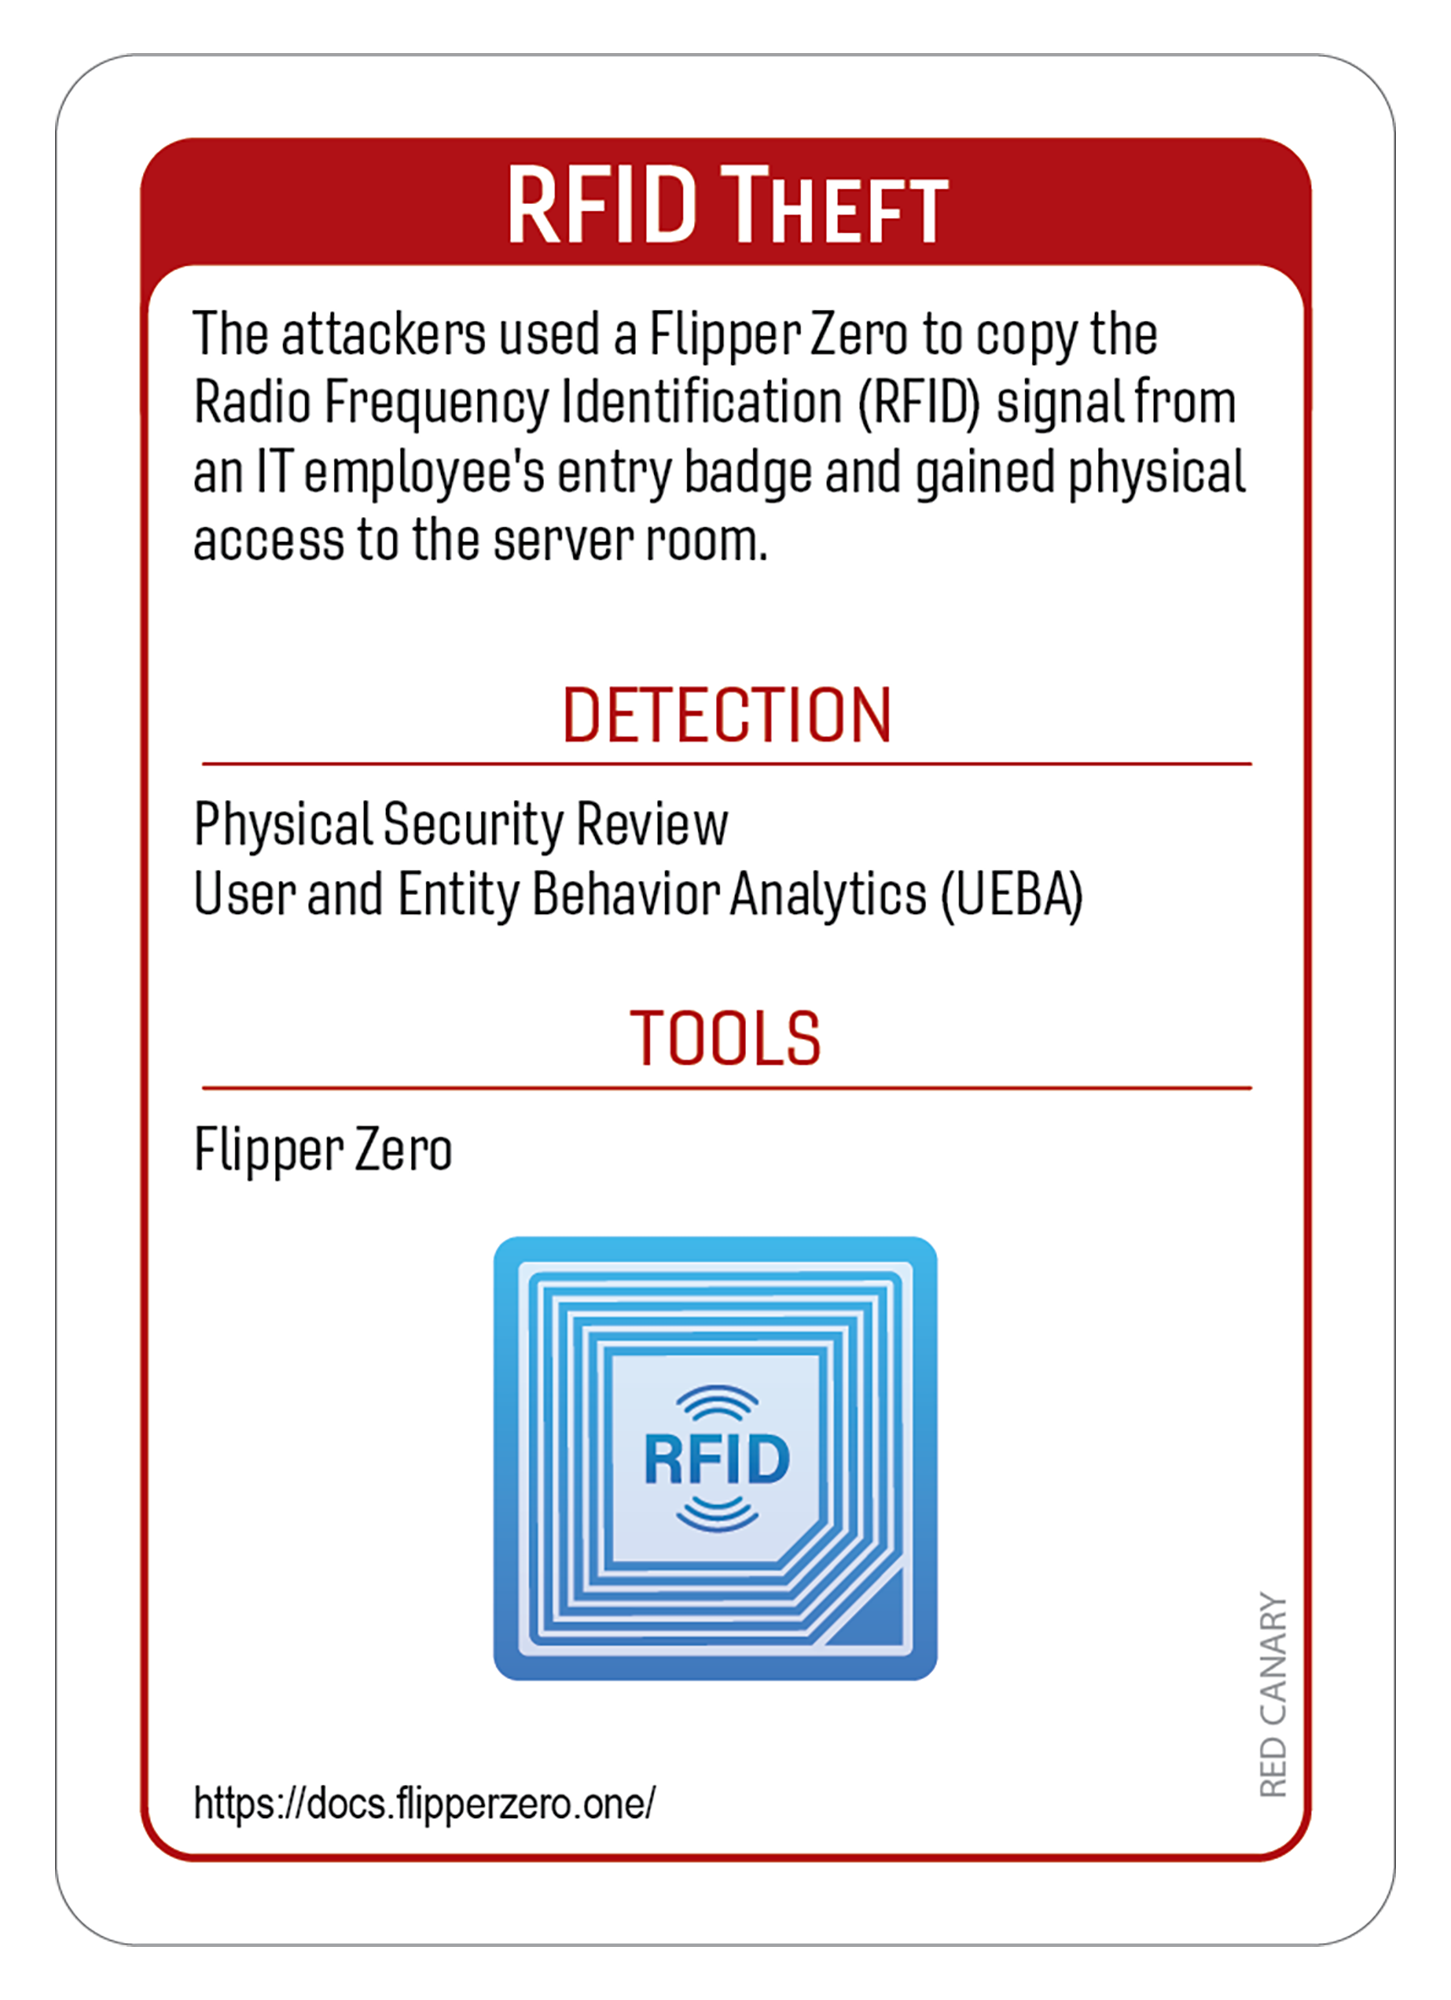 RFID THEFT
The attackers used a Flipper Zero to copy the
Radio Frequency Identification (RFID) signal from
an IT employee's entry badge and gained physical
access to the server room.
DETECTION
Physical Security Review
User and Entity Behavior Analytics (UEBA)
TOOLS
Flipper Zero
RFID
RED CANARY
https://docs.flipperzero.one/